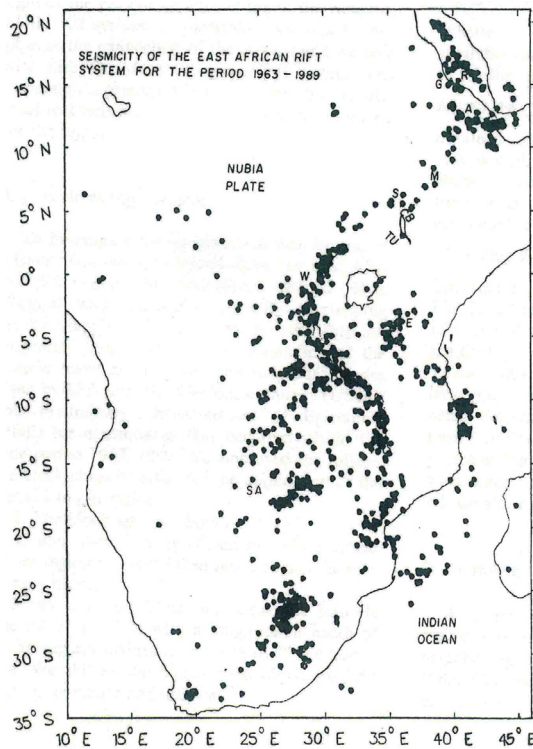 20° N
SEISMICITY OF THE EAST AFRICAN RIFT
SYSTEM FOR THE PERIOD 1963 – 1989
15° N
G
R
A
10° N
NUBIA
PLATE
M
S
5° N
B
TU
0° N
W
5° S
E
10° S
15° S
SA
20° S
25° S
INDIAN
OCEAN
30° S
35° S
10° E
15° E
20° E
25° E
30° E
35° E
40° E
45° E